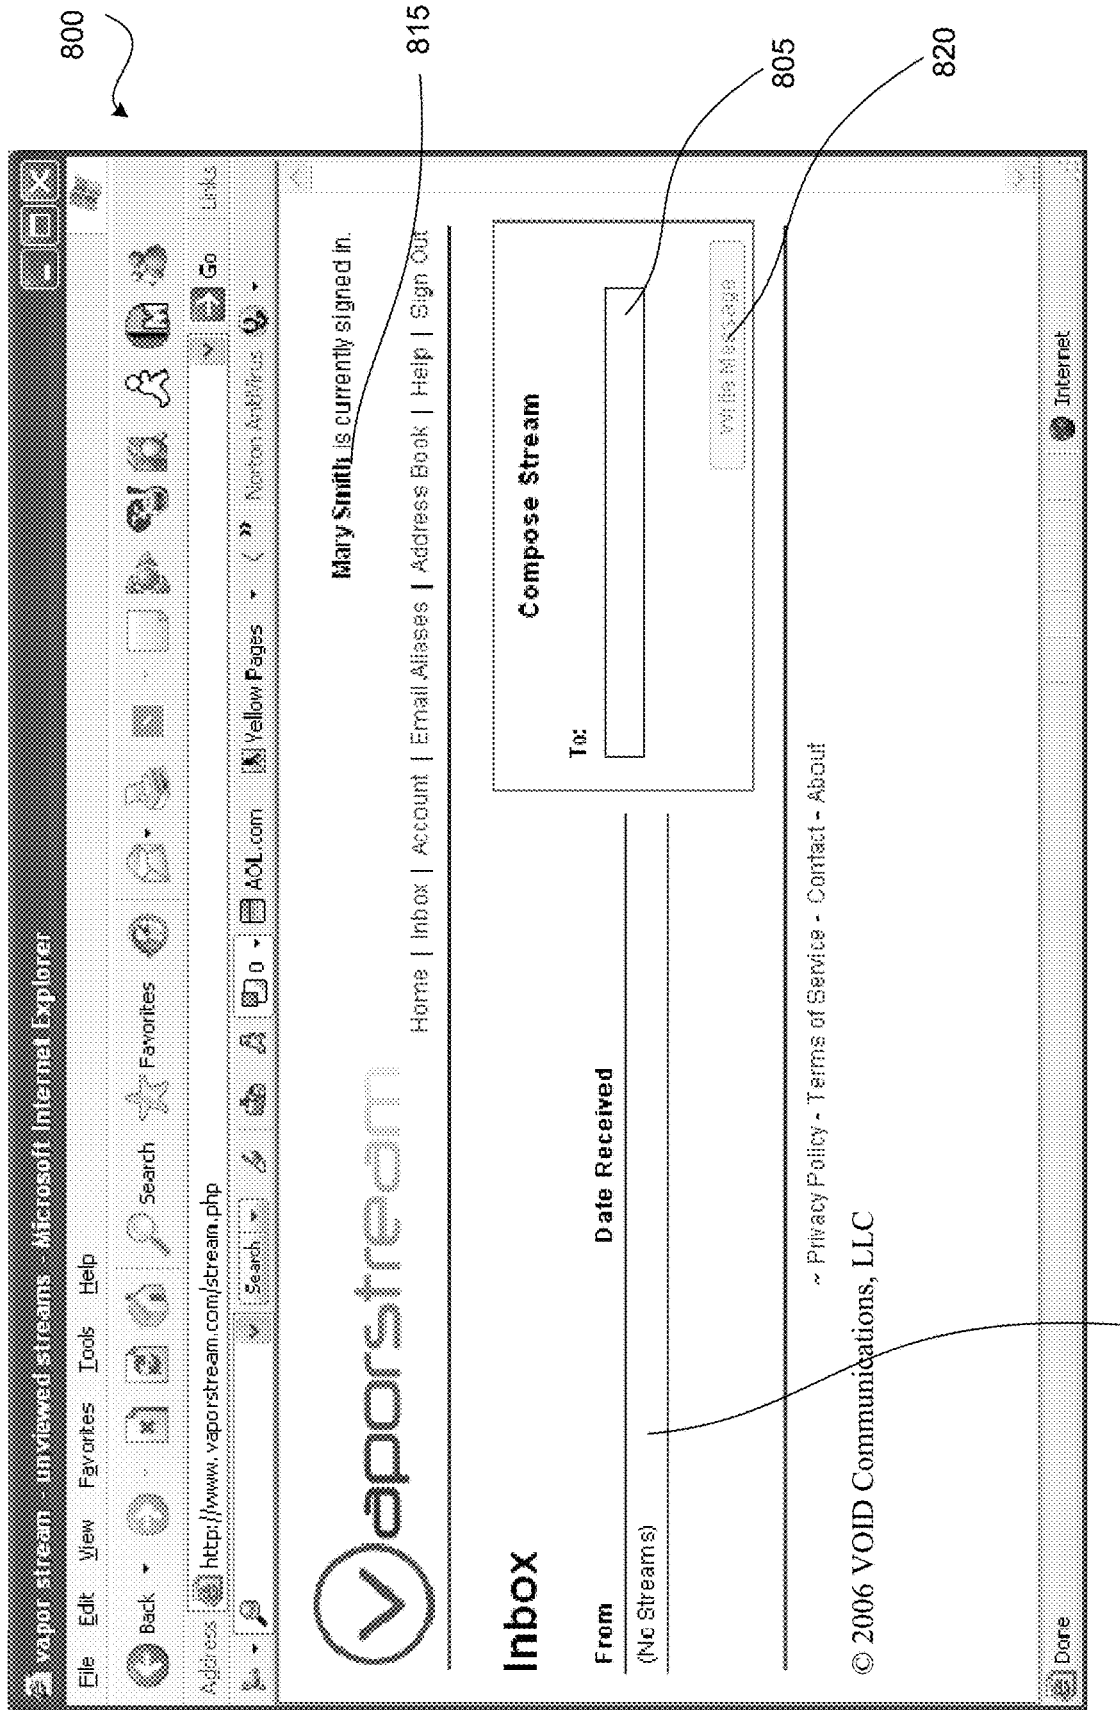 800
vapor stream - unviewed streams - Microsoft Internet Explorer
File Edit View Favorites Tools Help
Back Search Favorites
Address http://www.vaporstream.com/stream.php Go Links
Search 0 AOL.com Yellow Pages « Norton AntiVirus
Vaporstream
Mary Smith is currently signed in.
815
Home | Inbox | Account | Email Aliases | Address Book | Help | Sign Out
Inbox
From Date Received
(No Streams)
Compose Stream
To:
805
Write Message
820
~ Privacy Policy - Terms of Service - Contact - About
© 2006 VOID Communications, LLC
Done Internet